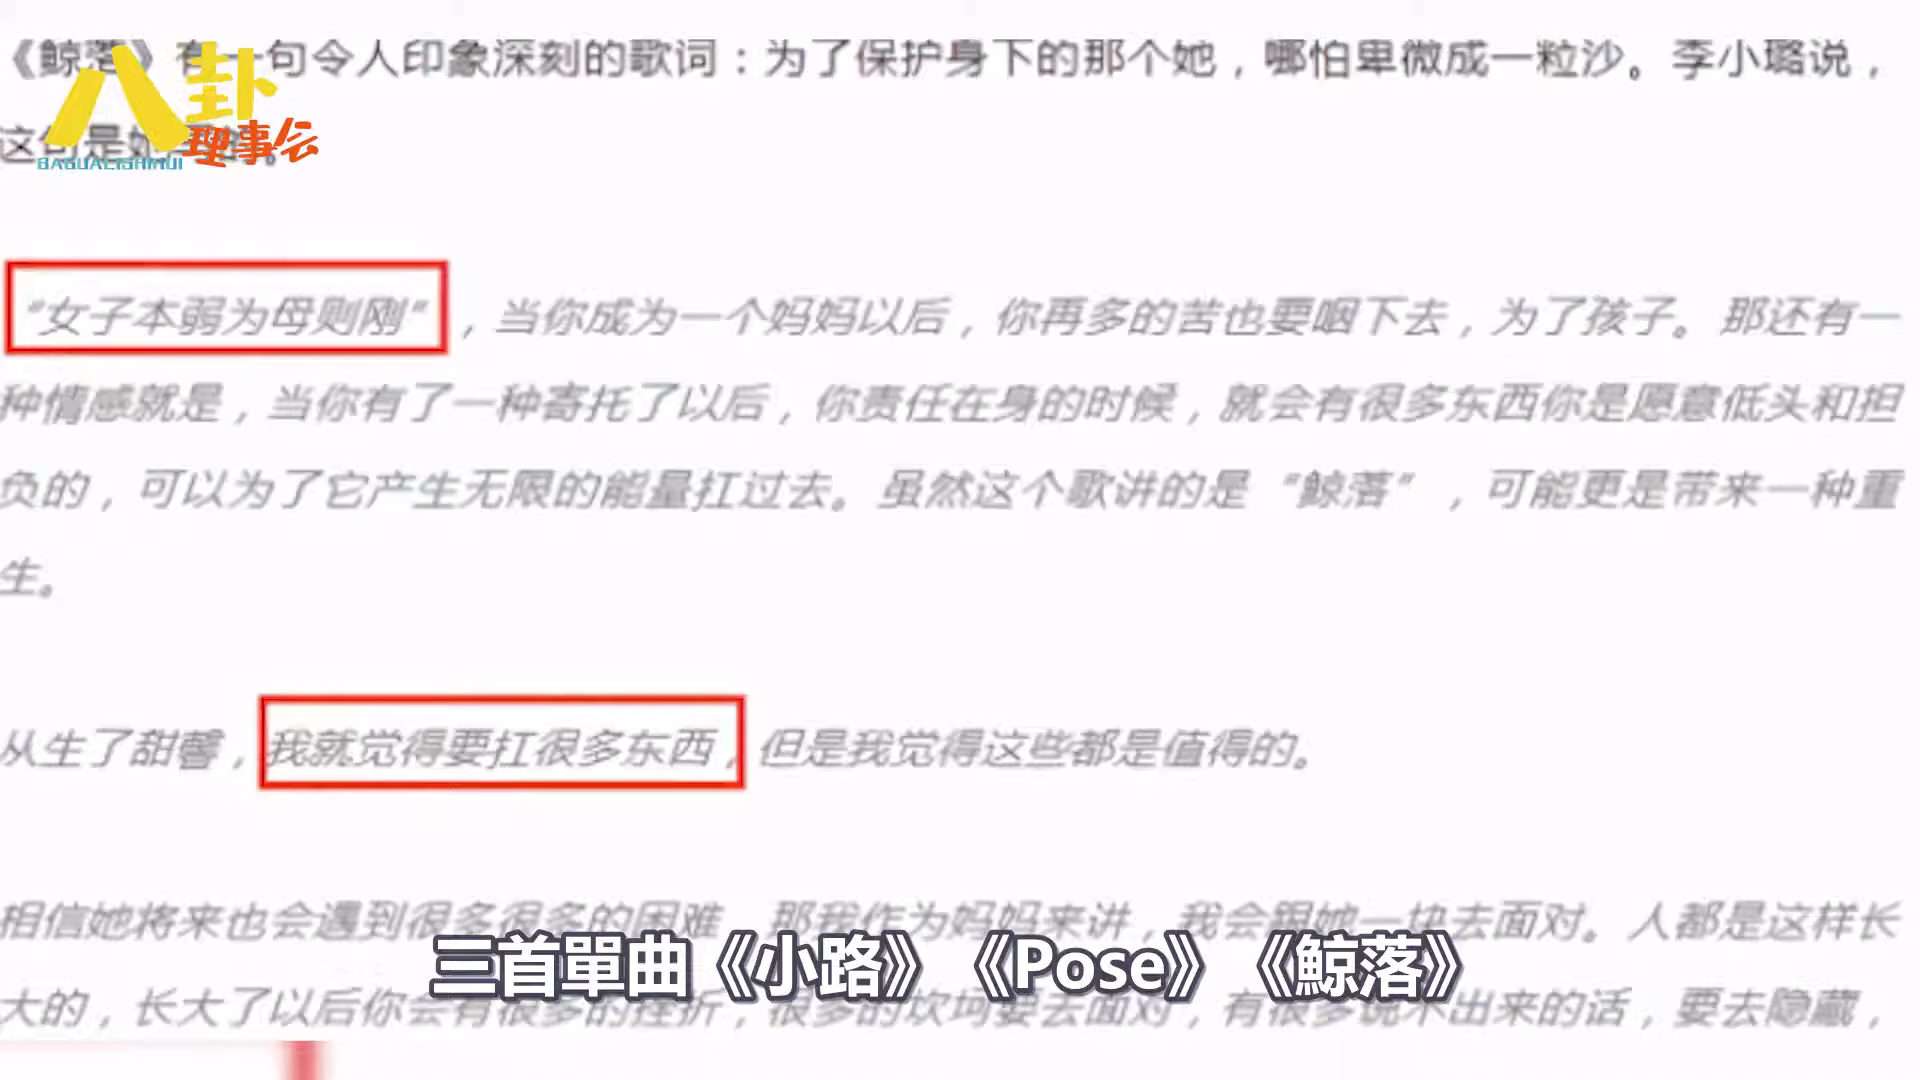 《鲸落》有一句令人印象深刻的歌词：为了保护身下的那个她，哪怕卑微成一粒沙。李小璐说，
八卦
理事会
BAGUALISHIHUI
这句是她
“女子本弱为母则刚”，当你成为一个妈妈以后，你再多的苦也要咽下去，为了孩子。那还有一
种情感就是，当你有了一种寄托了以后，你责任在身的时候，就会有很多东西你是愿意低头和担
负的，可以为了它产生无限的能量扛过去。虽然这个歌讲的是“鲸落”，可能更是带来一种重
生。
从生了甜馨，我就觉得要扛很多东西，但是我觉得这些都是值得的。
相信她将来也会遇到很多很多的困难，那我作为妈妈来讲，我会跟她一块去面对。人都是这样长
三首單曲《小路》《Pose》《鯨落》
大的，长大了以后你会有很多的挫折，很多的坎坷要去面对，有很多说不出来的话，要去隐藏，